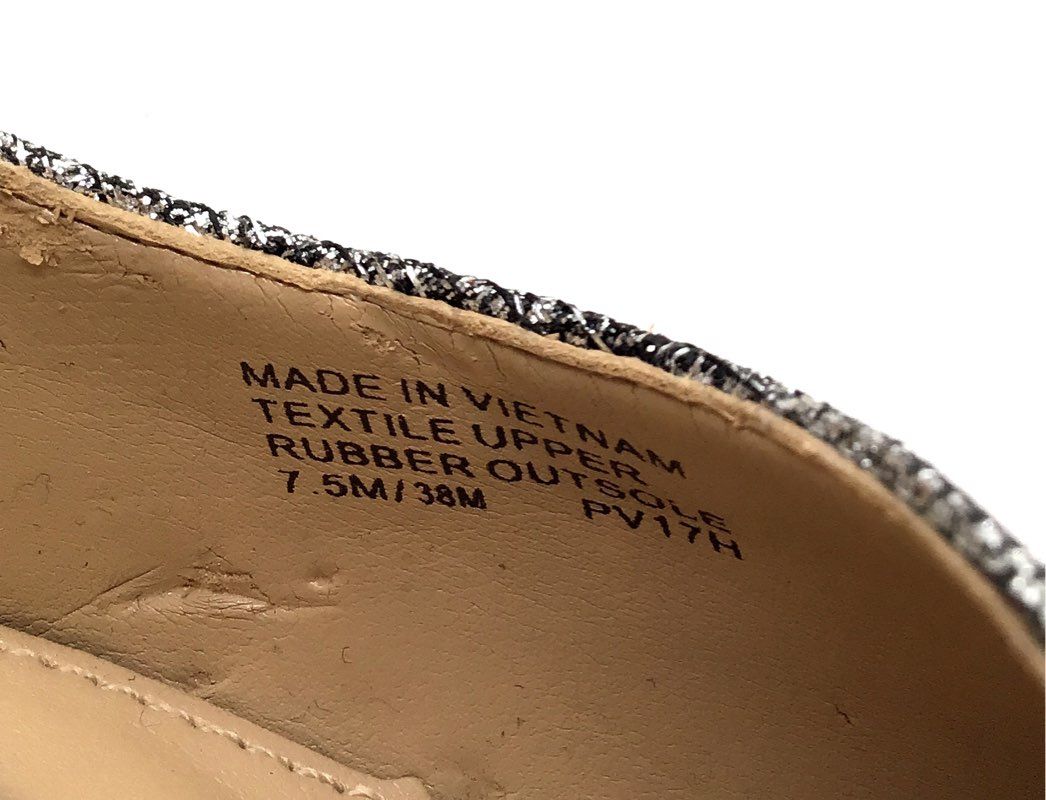 MADE IN VIETNAM
TEXTILE UPPER
RUBBER OUTSOLE
7.5M/38M PV17H